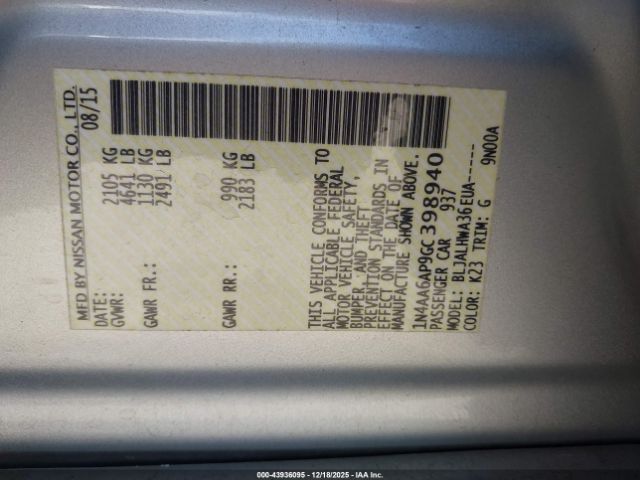 MFD BY NISSAN MOTOR CO., LTD.
DATE: 08/15
GVWR: 2105 KG
4641 LB
GAWR FR.: 1130 KG
2491 LB
GAWR RR.: 990 KG
2183 LB
THIS VEHICLE CONFORMS TO
ALL APPLICABLE FEDERAL
MOTOR VEHICLE SAFETY,
BUMPER, AND THEFT
PREVENTION STANDARDS IN
EFFECT ON THE DATE OF
MANUFACTURE SHOWN ABOVE.
1N4AA6AP9GC398940
PASSENGER CAR 937
MODEL: BLJALHWA36EUA------
COLOR: K23 TRIM: G 9N00A
000-43936095 | 12/18/2025 | IAA Inc.